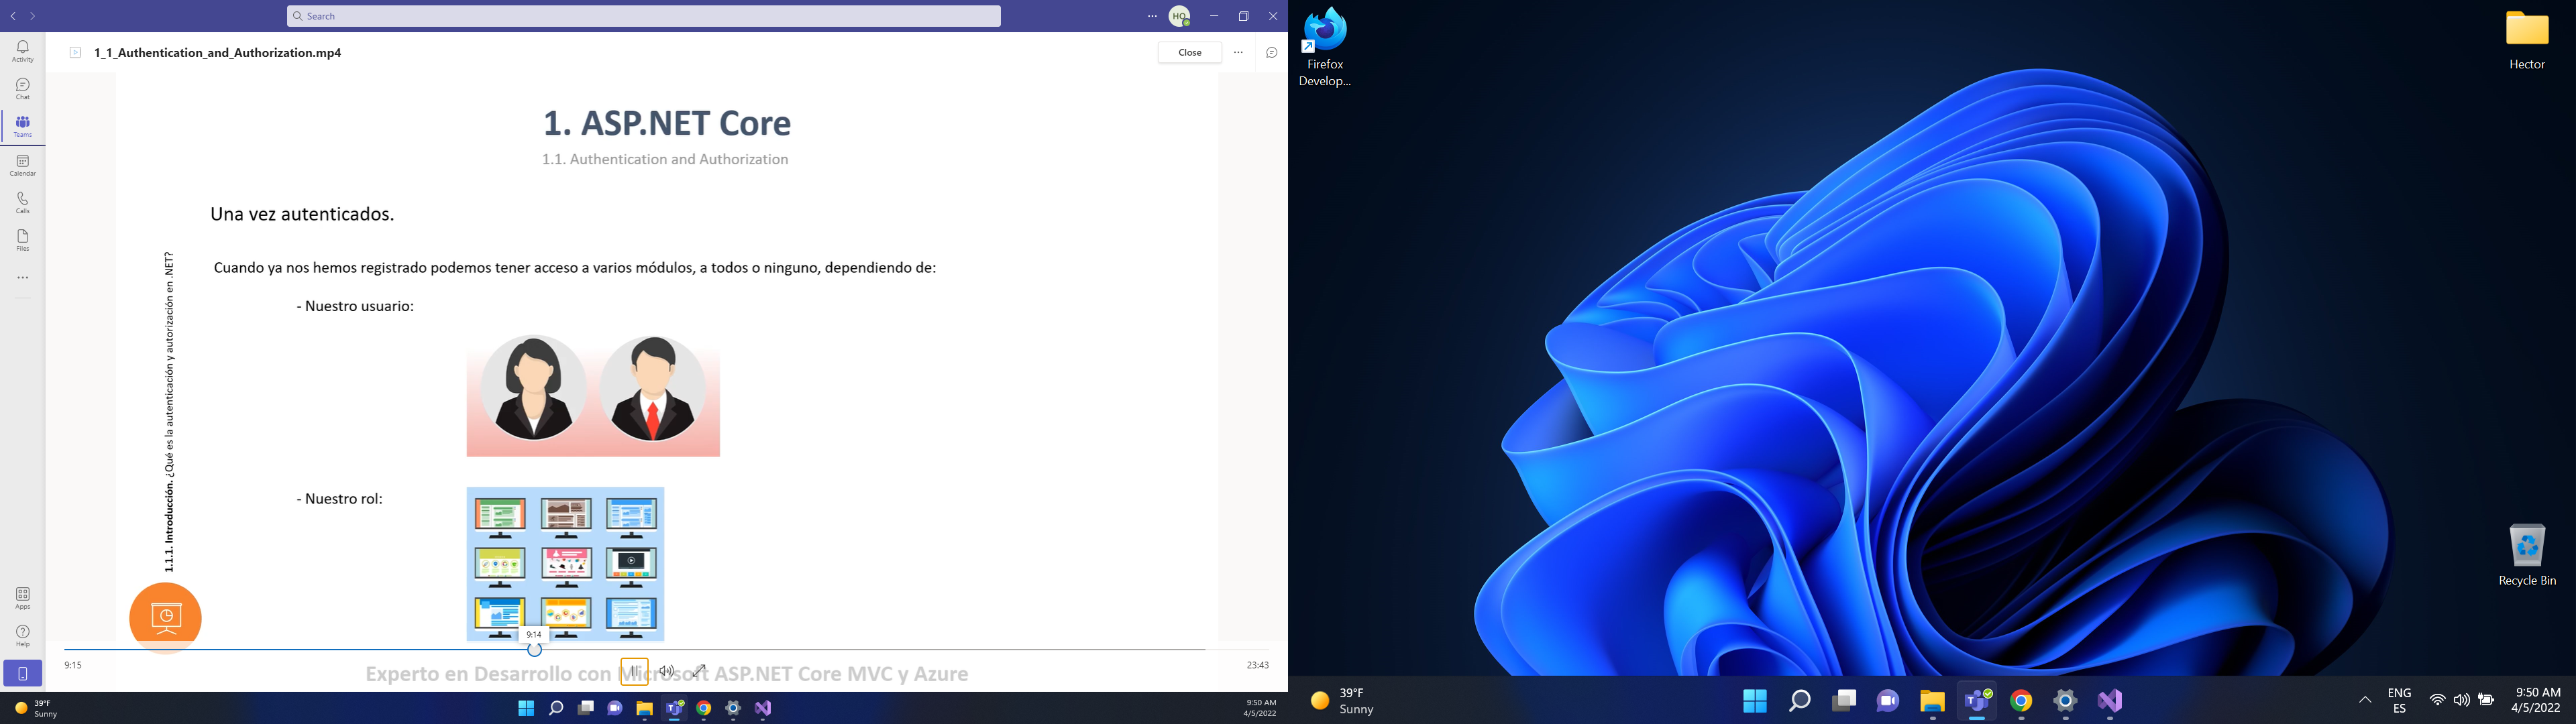 Search
HQ
Activity
Chat
Teams
Calendar
Calls
Files
Apps
Help
1_1_Authentication_and_Authorization.mp4
Close
1. ASP.NET Core
1.1. Authentication and Authorization
1.1.1. Introducción. ¿Qué es la autenticación y autorización en .NET?
Una vez autenticados.
Cuando ya nos hemos registrado podemos tener acceso a varios módulos, a todos o ninguno, dependiendo de:
- Nuestro usuario:
- Nuestro rol:
9:14
9:15
23:43
Experto en Desarrollo con Microsoft ASP.NET Core MVC y Azure
39°F
Sunny
9:50 AM
4/5/2022
Firefox
Develop...
Hector
Recycle Bin
39°F
Sunny
ENG
ES
9:50 AM
4/5/2022